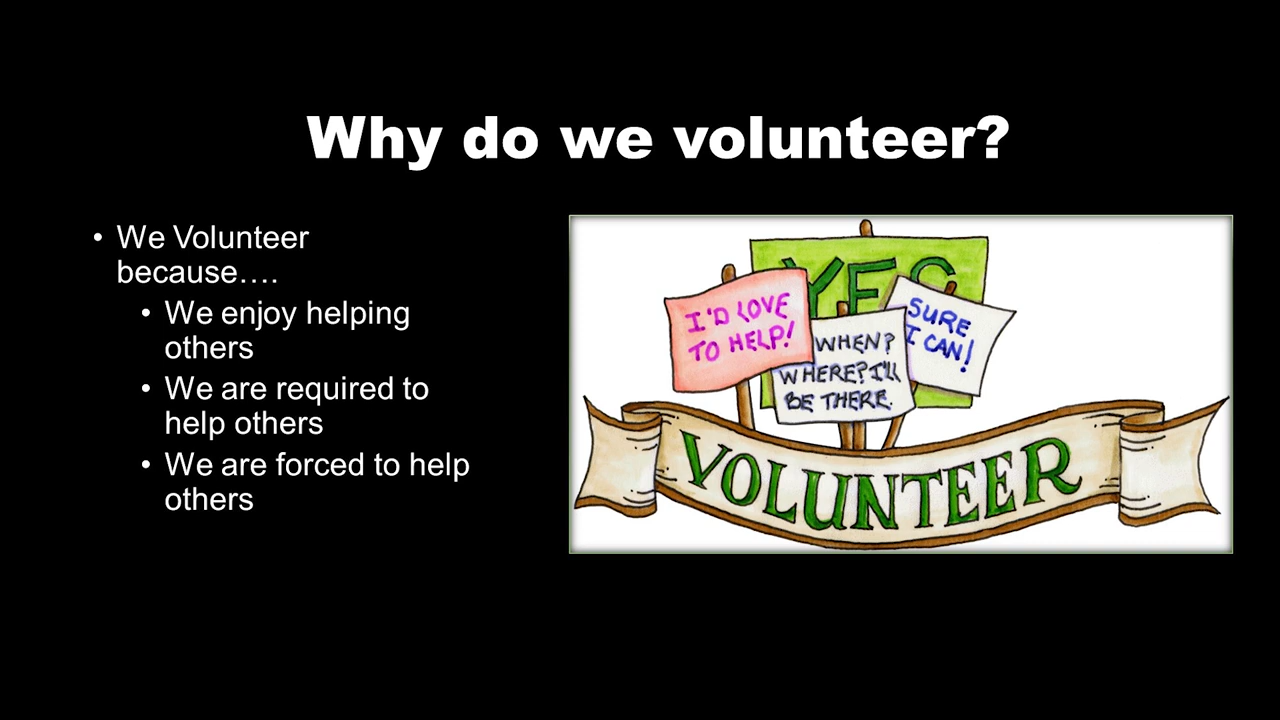 Why do we volunteer?
• We Volunteer
because….
• We enjoy helping
others
• We are required to
help others
• We are forced to help
others
YES
I'D LOVE
TO HELP!
WHEN?
WHERE? I'LL
BE THERE.
SURE
I CAN!
VOLUNTEER